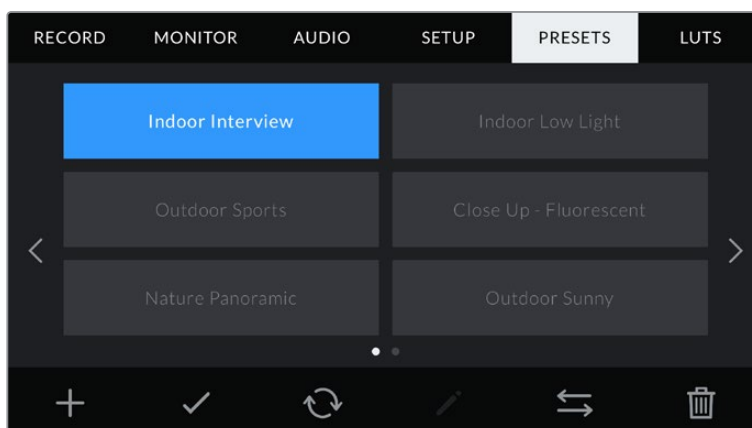 RECORD MONITOR AUDIO SETUP PRESETS LUTS
Indoor Interview Indoor Low Light
Outdoor Sports Close Up - Fluorescent
Nature Panoramic Outdoor Sunny